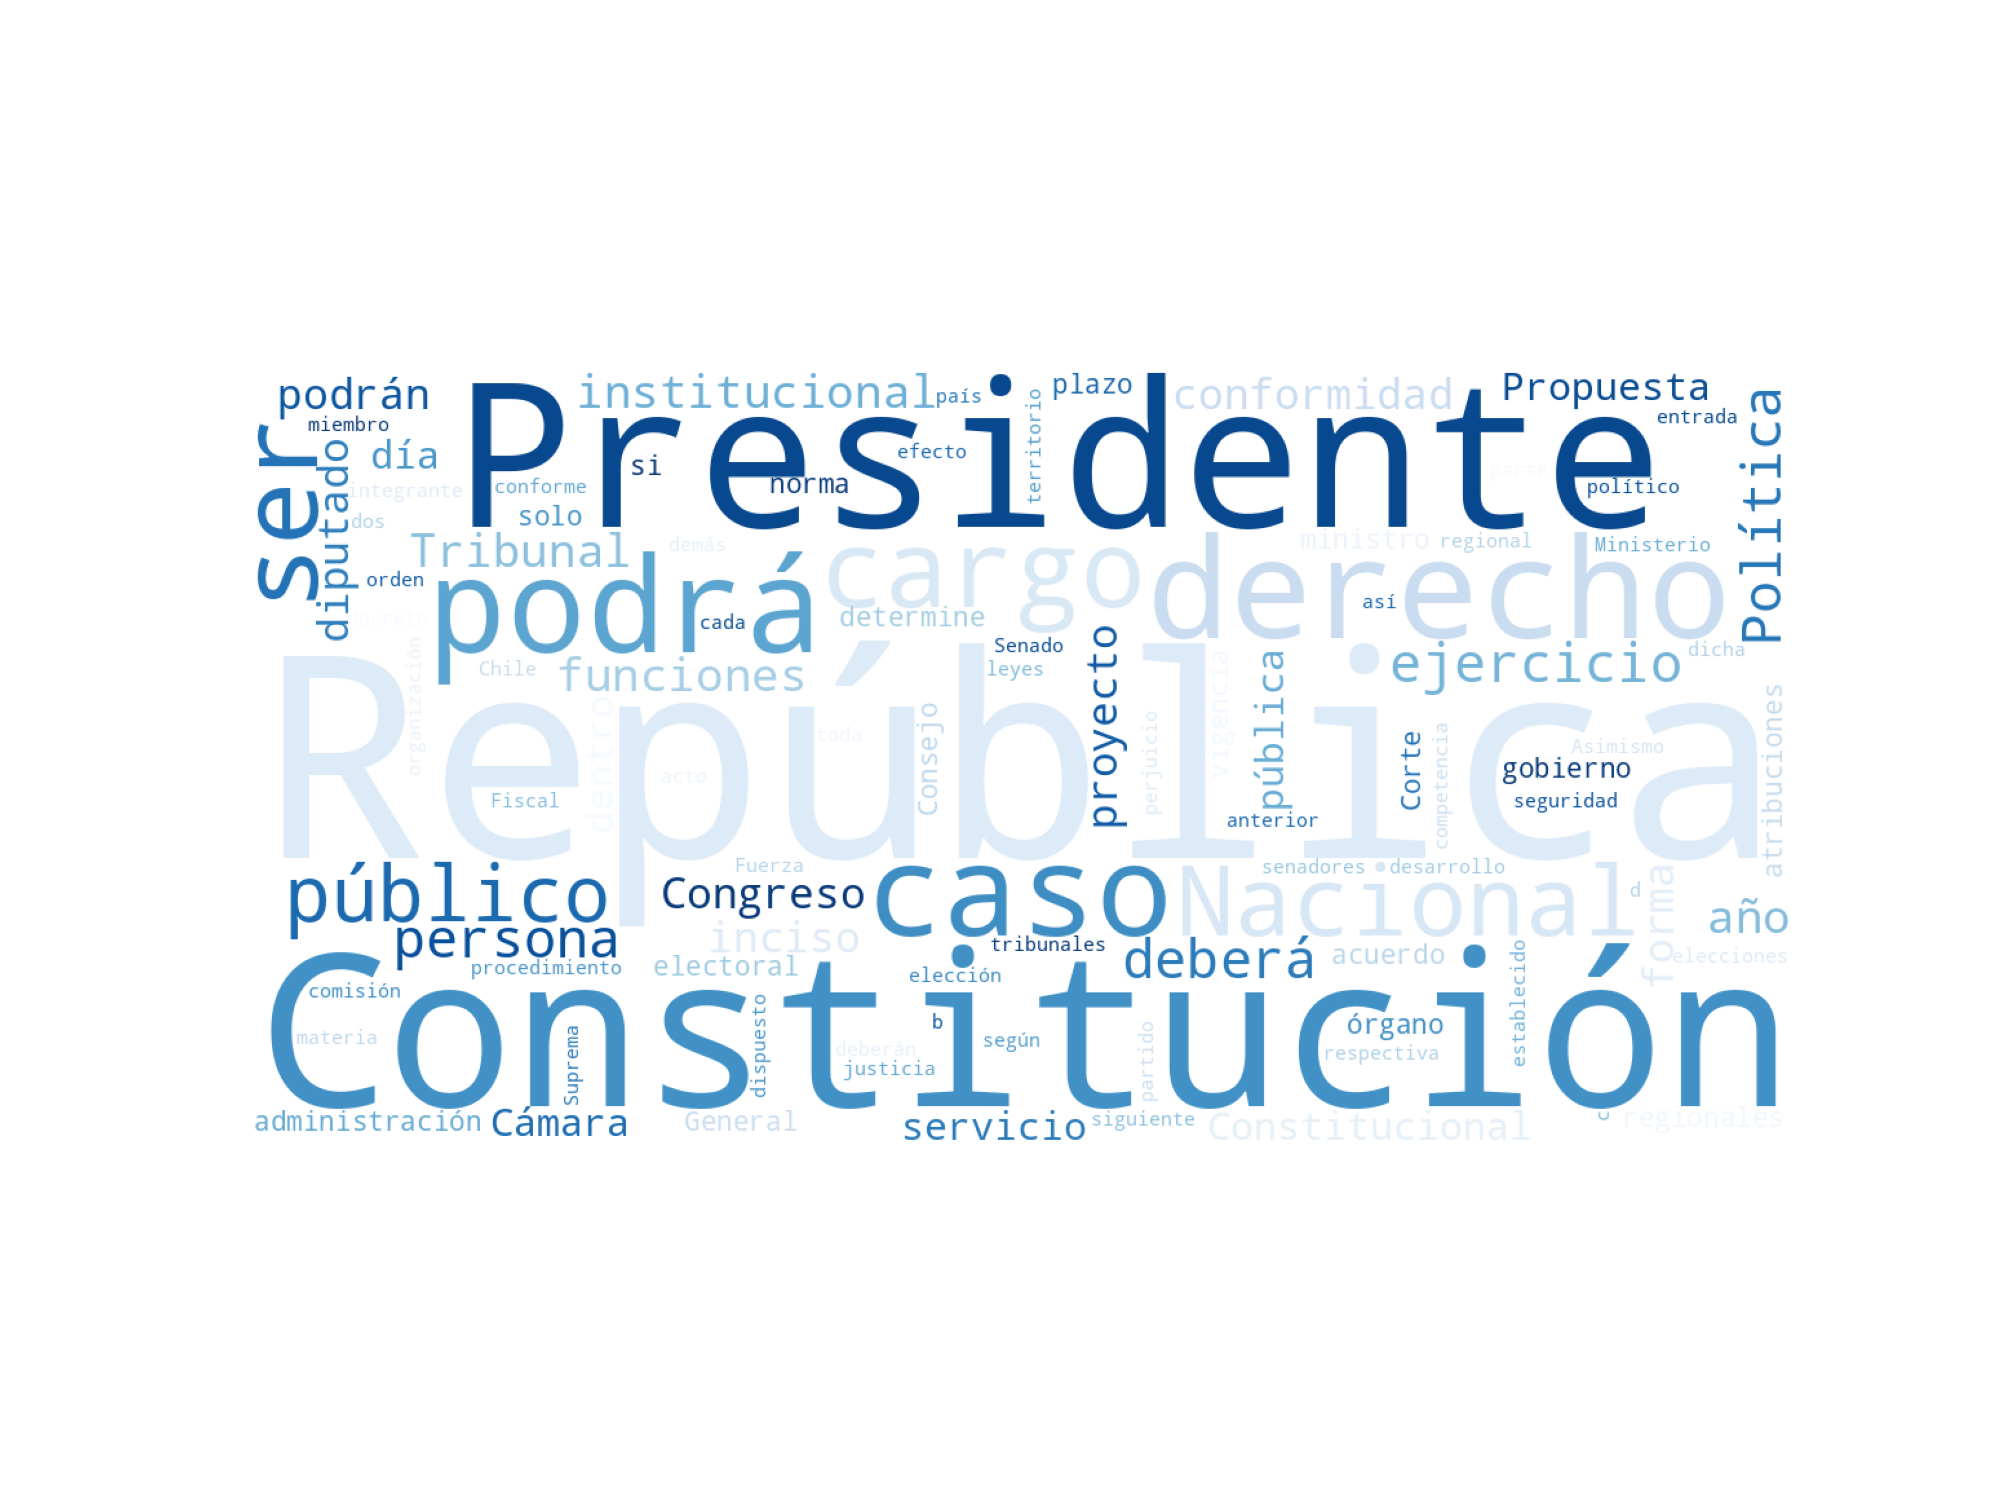 podrán
institucional
país
Presidente
territorio
plazo
conformidad
Propuesta
entrada
Política
ser
miembro
diputado
día
si
norma
efecto
parte
político
integrante
conforme
dos
solo
Tribunal
demás
cargo
ministro
regional
Ministerio
derecho
orden
podrá
cada
así
decreto
determine
organización
Chile
funciones
Senado
leyes
proyecto
vigencia
pública
ejercicio
dicha
República
dentro
toda
acto
Consejo
perjuicio
Corte
competencia
Asimismo
gobierno
atribuciones
Fiscal
seguridad
anterior
Fuerza
senadores
desarrollo
público
Congreso
caso
Nacional
d
forma
año
persona
inciso
tribunales
deberá
acuerdo
elecciones
procedimiento
electoral
elección
establecido
comisión
Constitución
materia
Suprema
dispuesto
b
según
deberán
justicia
partido
órgano
respectiva
administración
Cámara
General
servicio
siguiente
Constitucional
c
regionales